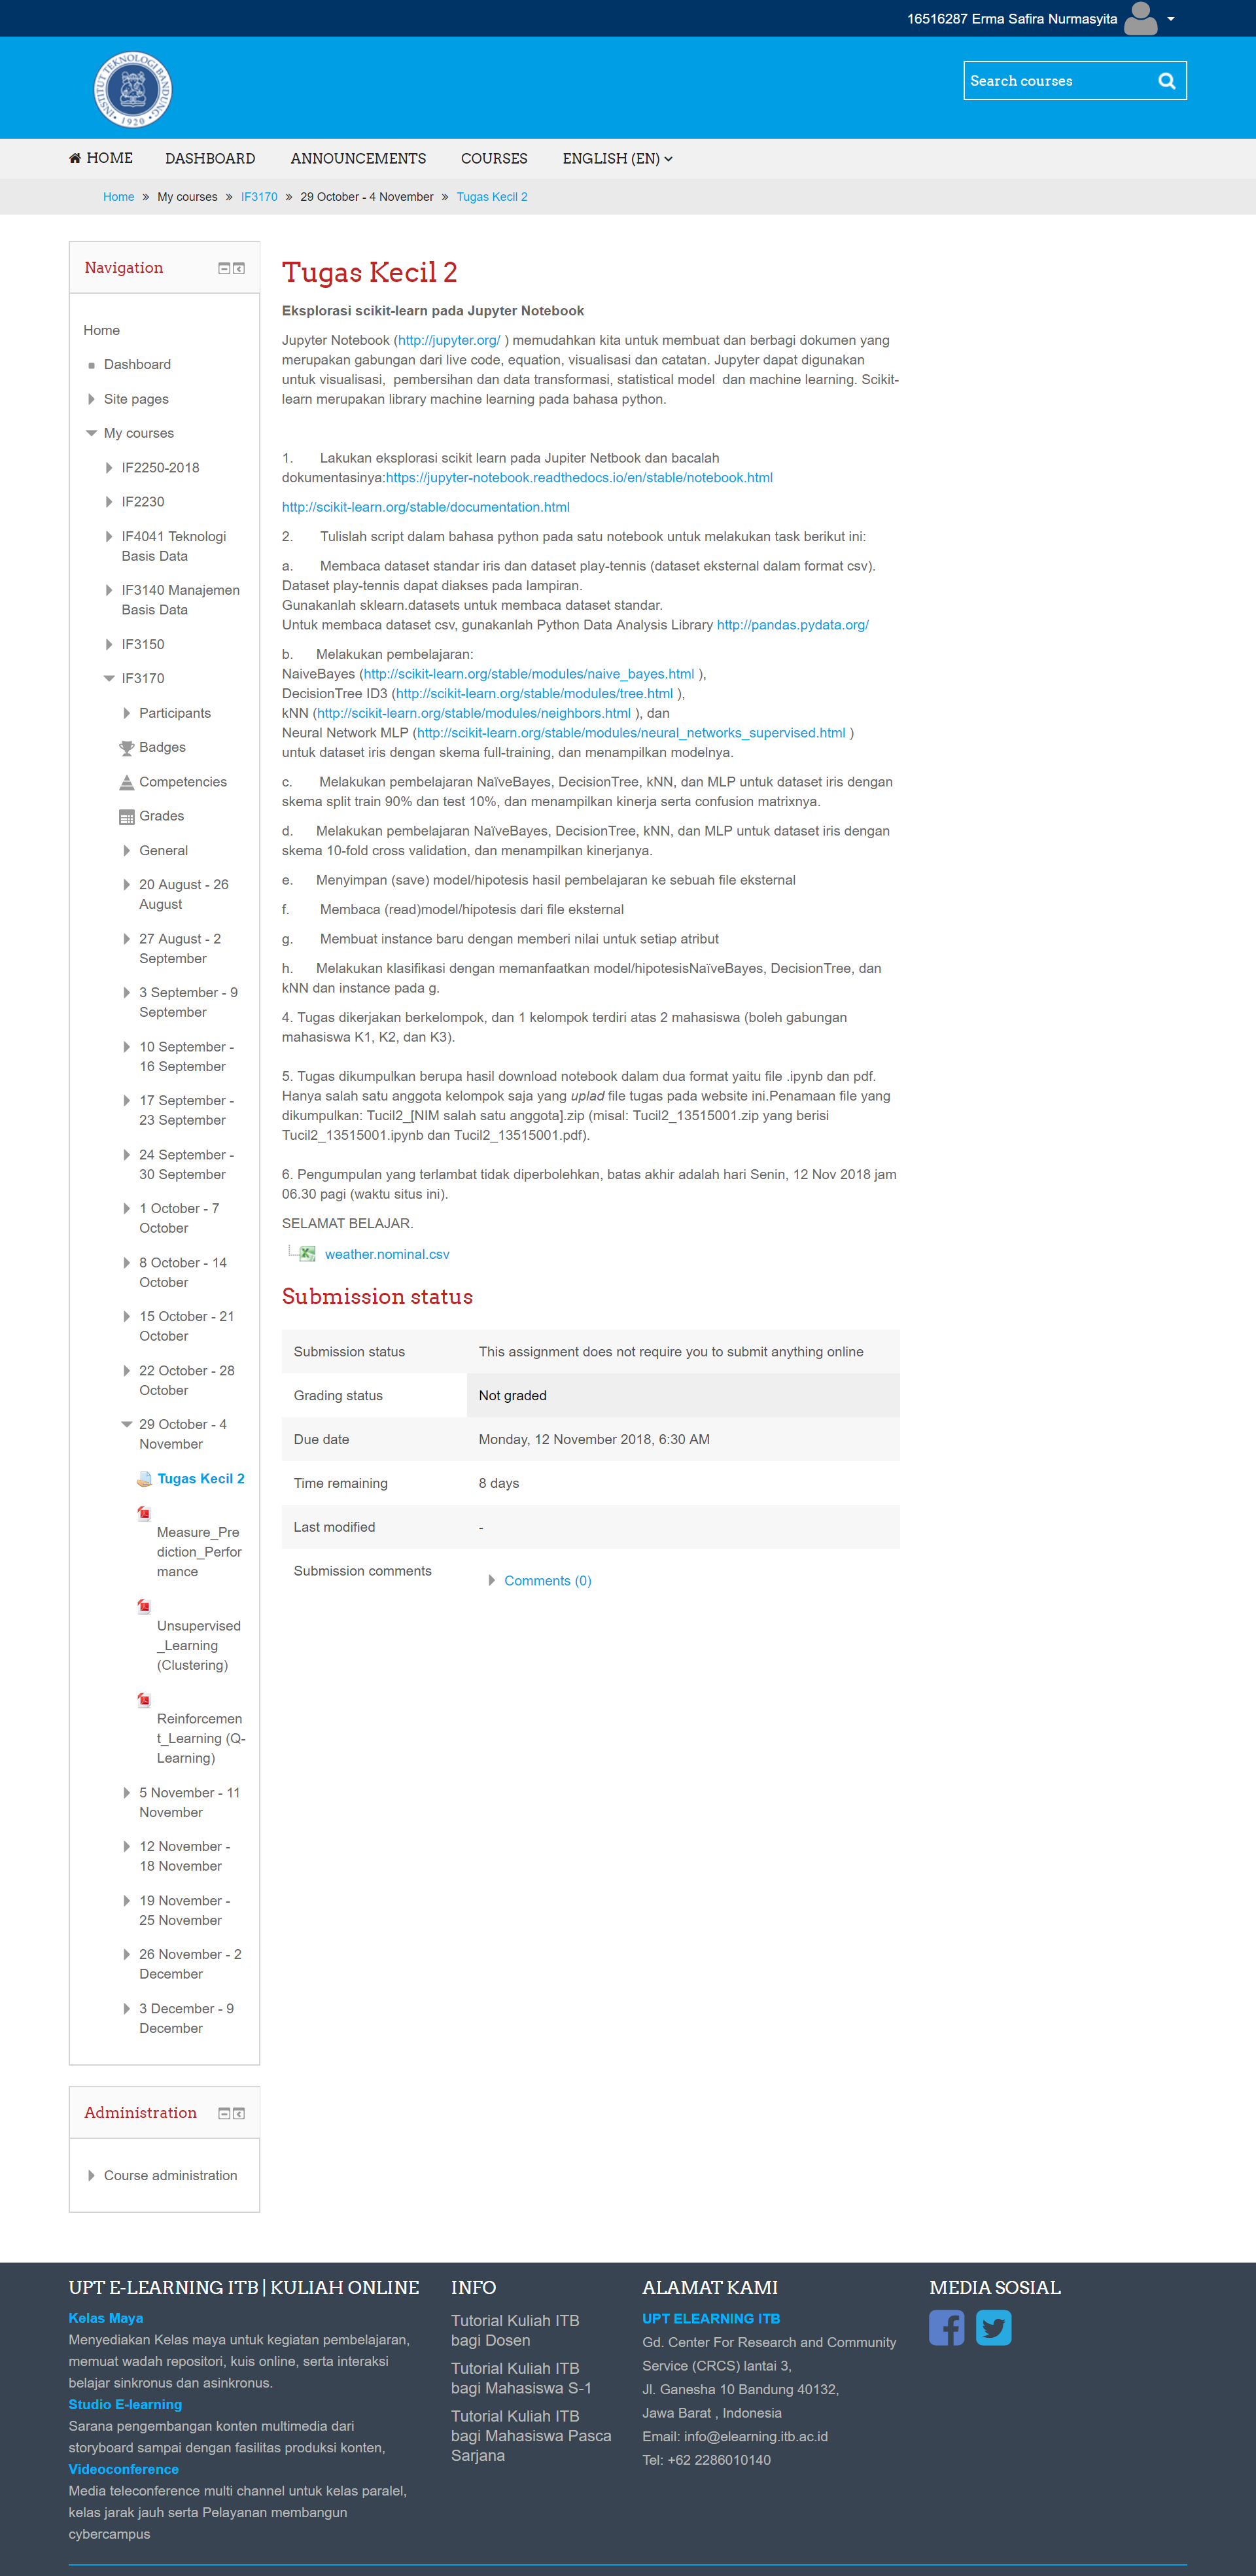 16516287 Erma Safira Nurmasyita
INSTITUT TEKNOLOGI BANDUNG
1920
Search courses
HOME
DASHBOARD
ANNOUNCEMENTS
COURSES
ENGLISH (EN)
Home » My courses » IF3170 » 29 October - 4 November » Tugas Kecil 2
Navigation
Home
Dashboard
Site pages
My courses
IF2250-2018
IF2230
IF4041 Teknologi
Basis Data
IF3140 Manajemen
Basis Data
IF3150
IF3170
Participants
Badges
Competencies
Grades
General
20 August - 26
August
27 August - 2
September
3 September - 9
September
10 September -
16 September
17 September -
23 September
24 September -
30 September
1 October - 7
October
8 October - 14
October
15 October - 21
October
22 October - 28
October
29 October - 4
November
Tugas Kecil 2
Measure_Pre
diction_Perfor
mance
Unsupervised
_Learning
(Clustering)
Reinforcemen
t_Learning (Q-
Learning)
5 November - 11
November
12 November -
18 November
19 November -
25 November
26 November - 2
December
3 December - 9
December
Administration
Course administration
Tugas Kecil 2
Eksplorasi scikit-learn pada Jupyter Notebook
Jupyter Notebook (http://jupyter.org/ ) memudahkan kita untuk membuat dan berbagi dokumen yang
merupakan gabungan dari live code, equation, visualisasi dan catatan. Jupyter dapat digunakan
untuk visualisasi, pembersihan dan data transformasi, statistical model dan machine learning. Scikit-
learn merupakan library machine learning pada bahasa python.
1. Lakukan eksplorasi scikit learn pada Jupiter Netbook dan bacalah
dokumentasinya:https://jupyter-notebook.readthedocs.io/en/stable/notebook.html
http://scikit-learn.org/stable/documentation.html
2. Tulislah script dalam bahasa python pada satu notebook untuk melakukan task berikut ini:
a. Membaca dataset standar iris dan dataset play-tennis (dataset eksternal dalam format csv).
Dataset play-tennis dapat diakses pada lampiran.
Gunakanlah sklearn.datasets untuk membaca dataset standar.
Untuk membaca dataset csv, gunakanlah Python Data Analysis Library http://pandas.pydata.org/
b. Melakukan pembelajaran:
NaiveBayes (http://scikit-learn.org/stable/modules/naive_bayes.html ),
DecisionTree ID3 (http://scikit-learn.org/stable/modules/tree.html ),
kNN (http://scikit-learn.org/stable/modules/neighbors.html ), dan
Neural Network MLP (http://scikit-learn.org/stable/modules/neural_networks_supervised.html )
untuk dataset iris dengan skema full-training, dan menampilkan modelnya.
c. Melakukan pembelajaran NaïveBayes, DecisionTree, kNN, dan MLP untuk dataset iris dengan
skema split train 90% dan test 10%, dan menampilkan kinerja serta confusion matrixnya.
d. Melakukan pembelajaran NaïveBayes, DecisionTree, kNN, dan MLP untuk dataset iris dengan
skema 10-fold cross validation, dan menampilkan kinerjanya.
e. Menyimpan (save) model/hipotesis hasil pembelajaran ke sebuah file eksternal
f. Membaca (read)model/hipotesis dari file eksternal
g. Membuat instance baru dengan memberi nilai untuk setiap atribut
h. Melakukan klasifikasi dengan memanfaatkan model/hipotesisNaïveBayes, DecisionTree, dan
kNN dan instance pada g.
4. Tugas dikerjakan berkelompok, dan 1 kelompok terdiri atas 2 mahasiswa (boleh gabungan
mahasiswa K1, K2, dan K3).
5. Tugas dikumpulkan berupa hasil download notebook dalam dua format yaitu file .ipynb dan pdf.
Hanya salah satu anggota kelompok saja yang uplad file tugas pada website ini.Penamaan file yang
dikumpulkan: Tucil2_[NIM salah satu anggota].zip (misal: Tucil2_13515001.zip yang berisi
Tucil2_13515001.ipynb dan Tucil2_13515001.pdf).
6. Pengumpulan yang terlambat tidak diperbolehkan, batas akhir adalah hari Senin, 12 Nov 2018 jam
06.30 pagi (waktu situs ini).
SELAMAT BELAJAR.
weather.nominal.csv
Submission status
Submission status This assignment does not require you to submit anything online
Grading status Not graded
Due date Monday, 12 November 2018, 6:30 AM
Time remaining 8 days
Last modified -
Submission comments Comments (0)
UPT E-LEARNING ITB | KULIAH ONLINE
Kelas Maya
Menyediakan Kelas maya untuk kegiatan pembelajaran,
memuat wadah repositori, kuis online, serta interaksi
belajar sinkronus dan asinkronus.
Studio E-learning
Sarana pengembangan konten multimedia dari
storyboard sampai dengan fasilitas produksi konten,
Videoconference
Media teleconference multi channel untuk kelas paralel,
kelas jarak jauh serta Pelayanan membangun
cybercampus
INFO
Tutorial Kuliah ITB
bagi Dosen
Tutorial Kuliah ITB
bagi Mahasiswa S-1
Tutorial Kuliah ITB
bagi Mahasiswa Pasca
Sarjana
ALAMAT KAMI
UPT ELEARNING ITB
Gd. Center For Research and Community
Service (CRCS) lantai 3,
Jl. Ganesha 10 Bandung 40132,
Jawa Barat , Indonesia
Email: info@elearning.itb.ac.id
Tel: +62 2286010140
MEDIA SOSIAL